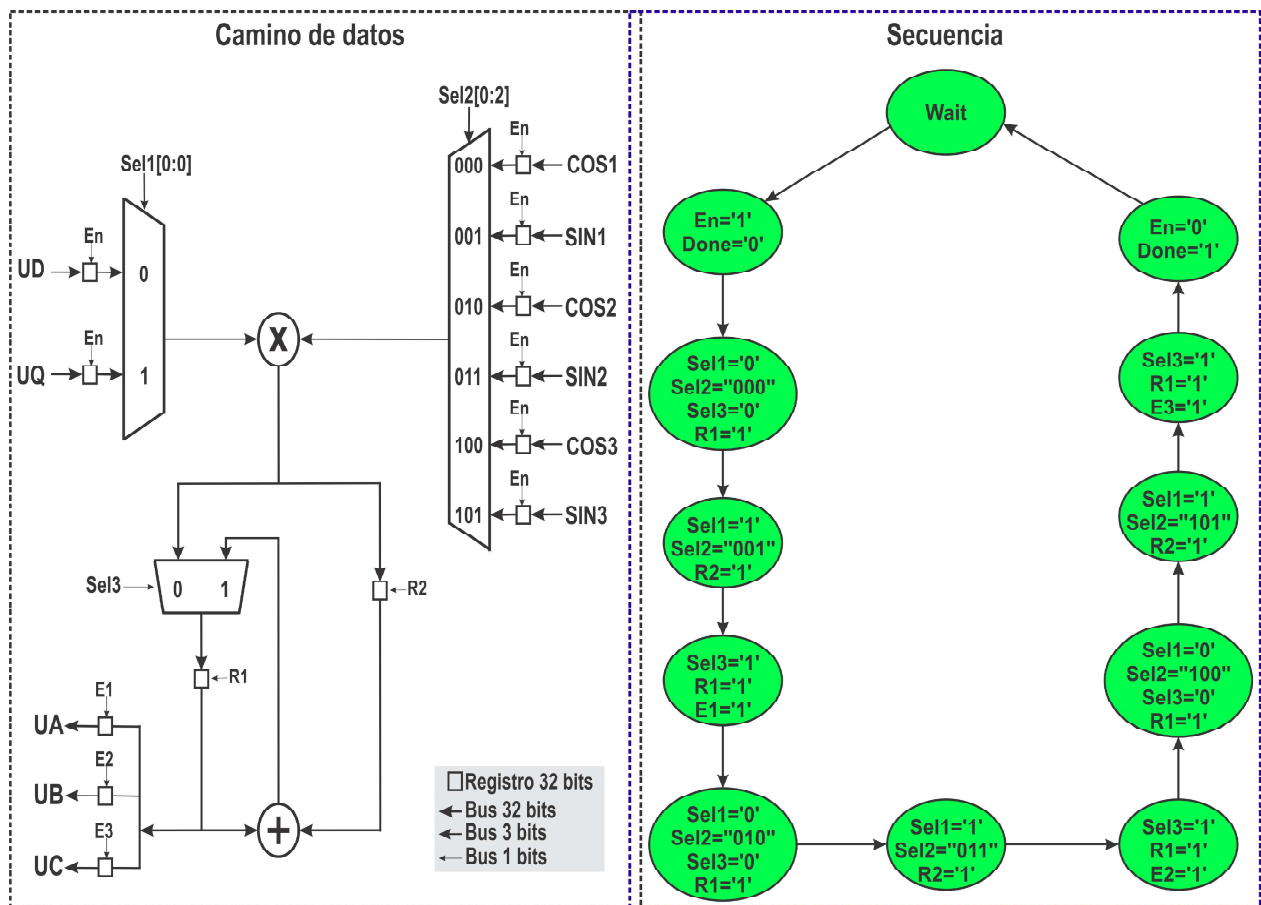 Camino de datos
Sel2[0:2]
Sel1[0:0]
En
000
COS1
En
001
SIN1
En
010
COS2
En
011
SIN2
En
100
COS3
En
101
SIN3
En
UD
0
En
UQ
1
X
Sel3
0 1
R2
R1
E1
UA
E2
UB
E3
UC
+
Registro 32 bits
Bus 32 bits
Bus 3 bits
Bus 1 bits
Secuencia
Wait
En='1'
Done='0'
Sel1='0'
Sel2="000"
Sel3='0'
R1='1'
Sel1='1'
Sel2="001"
R2='1'
Sel3='1'
R1='1'
E1='1'
Sel1='0'
Sel2="010"
Sel3='0'
R1='1'
Sel1='1'
Sel2="011"
R2='1'
Sel3='1'
R1='1'
E2='1'
Sel1='0'
Sel2="100"
Sel3='0'
R1='1'
Sel1='1'
Sel2="101"
R2='1'
Sel3='1'
R1='1'
E3='1'
En='0'
Done='1'